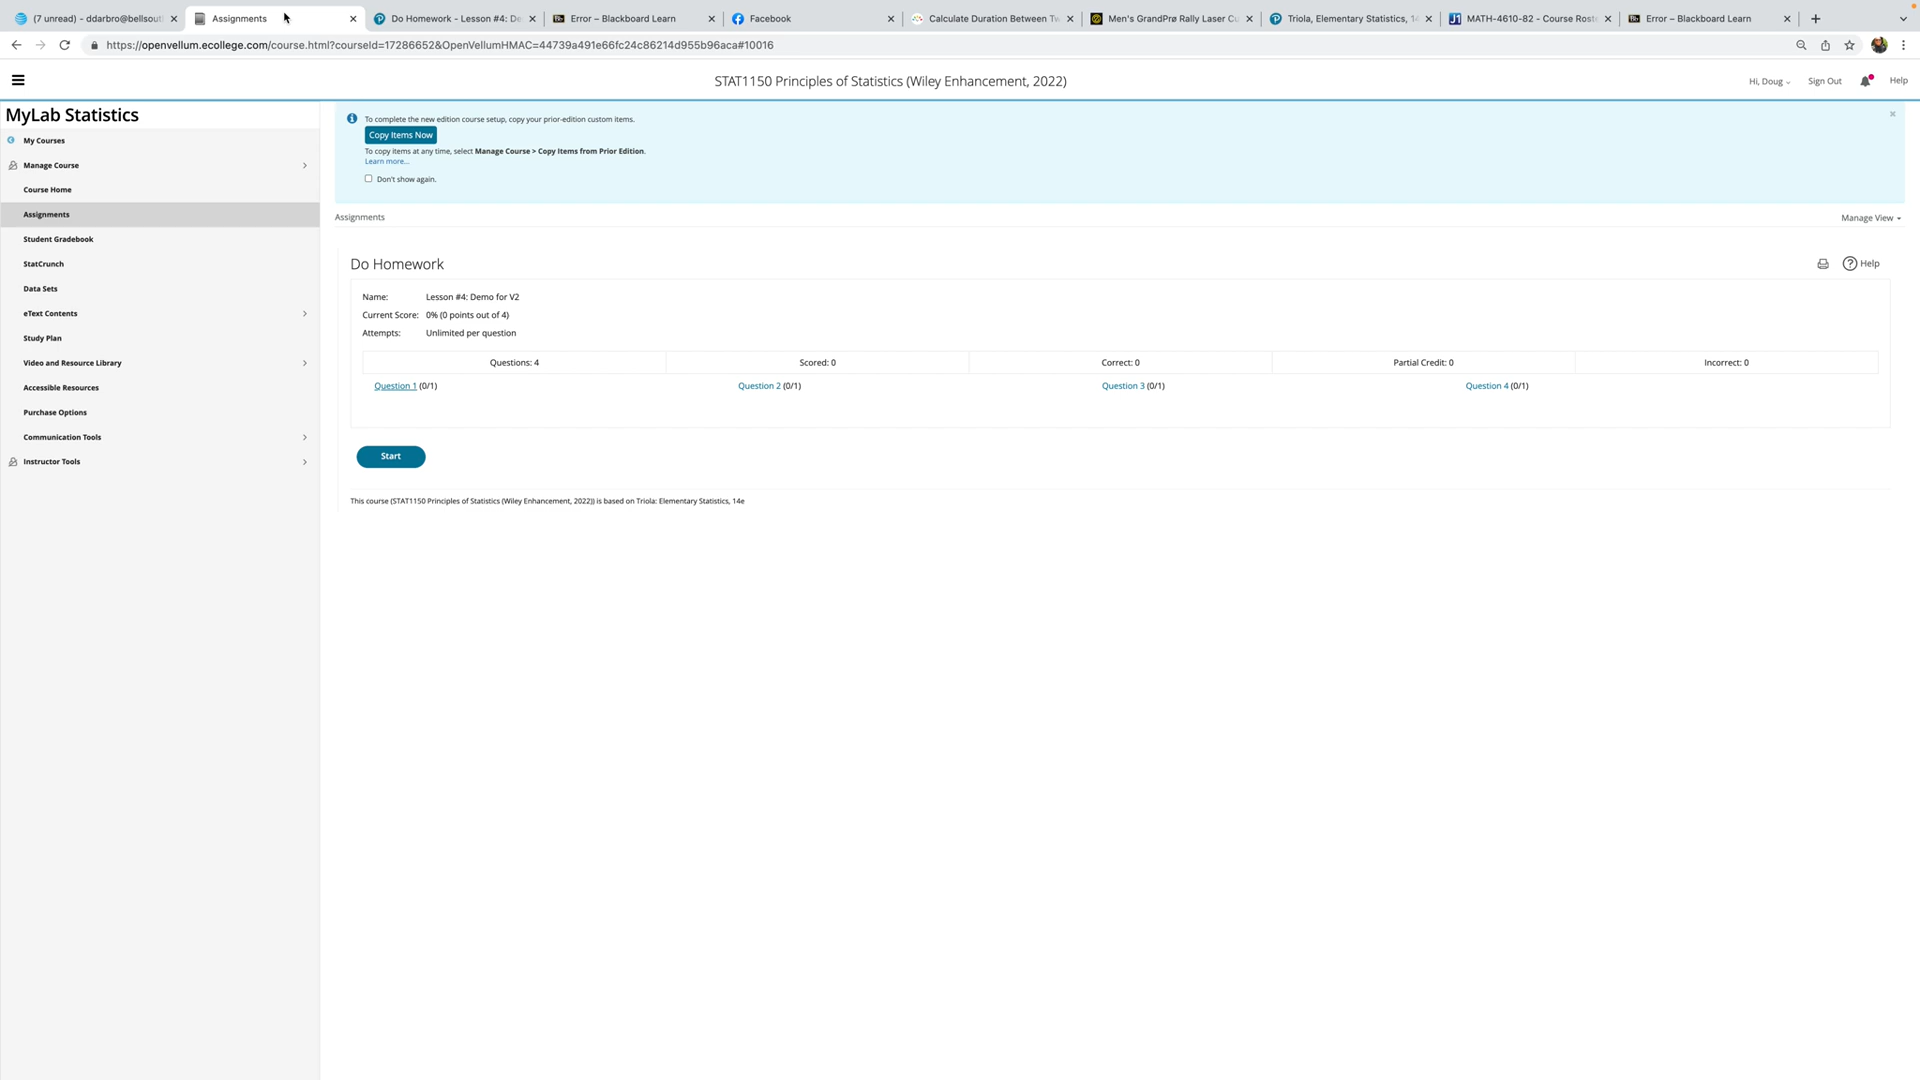 (7 unread) - ddarbro@bellsout
Assignments
Do Homework - Lesson #4: De
Error – Blackboard Learn
Facebook
Calculate Duration Between Tw
Men's GrandPrø Rally Laser Cu
Triola, Elementary Statistics, 14
MATH-4610-82 - Course Roste
Error – Blackboard Learn
https://openvellum.ecollege.com/course.html?courseId=17286652&OpenVellumHMAC=44739a491e66fc24c86214d955b96aca#10016
STAT1150 Principles of Statistics (Wiley Enhancement, 2022)
Hi, Doug
Sign Out
Help
MyLab Statistics
My Courses
Manage Course
Course Home
Assignments
Student Gradebook
StatCrunch
Data Sets
eText Contents
Study Plan
Video and Resource Library
Accessible Resources
Purchase Options
Communication Tools
Instructor Tools
To complete the new edition course setup, copy your prior-edition custom items.
Copy Items Now
To copy items at any time, select Manage Course > Copy Items from Prior Edition.
Learn more...
Don't show again.
Assignments
Manage View
Do Homework
Help
Name: Lesson #4: Demo for V2
Current Score: 0% (0 points out of 4)
Attempts: Unlimited per question
Questions: 4 Scored: 0 Correct: 0 Partial Credit: 0 Incorrect: 0
Question 1 (0/1) Question 2 (0/1) Question 3 (0/1) Question 4 (0/1)
Start
This course (STAT1150 Principles of Statistics (Wiley Enhancement, 2022)) is based on Triola: Elementary Statistics, 14e